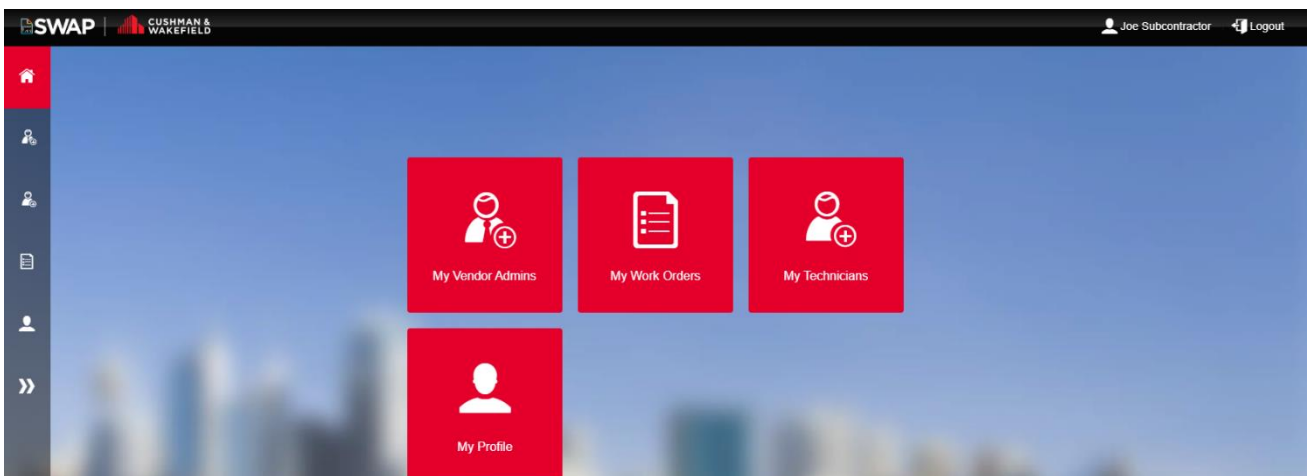 SWAP
CUSHMAN &
WAKEFIELD
Joe Subcontractor
Logout
My Vendor Admins
My Work Orders
My Technicians
My Profile